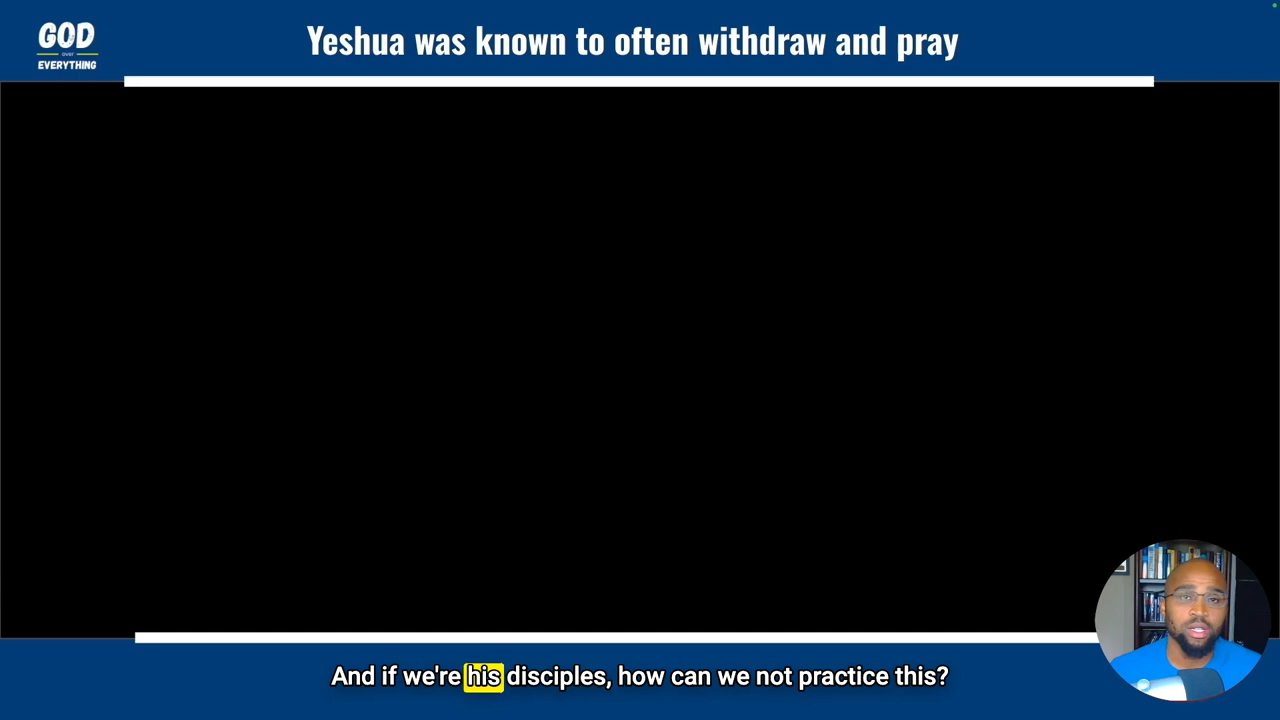 GOD
over
EVERYTHING
Yeshua was known to often withdraw and pray
And if we're his disciples, how can we not practice this?